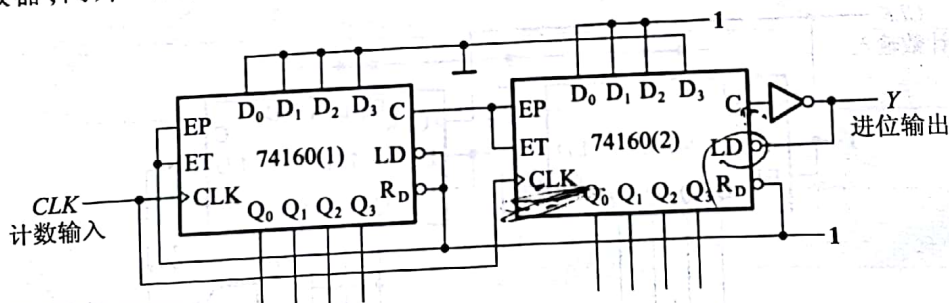 1
D₀ D₁ D₂ D₃ C
EP
ET
74160(1)
LD
CLK
R_D
Q₀ Q₁ Q₂ Q₃
CLK
计数输入
D₀ D₁ D₂ D₃
C
EP
ET
74160(2)
LD
CLK
R_D
Q₀ Q₁ Q₂ Q₃
Y
进位输出
1